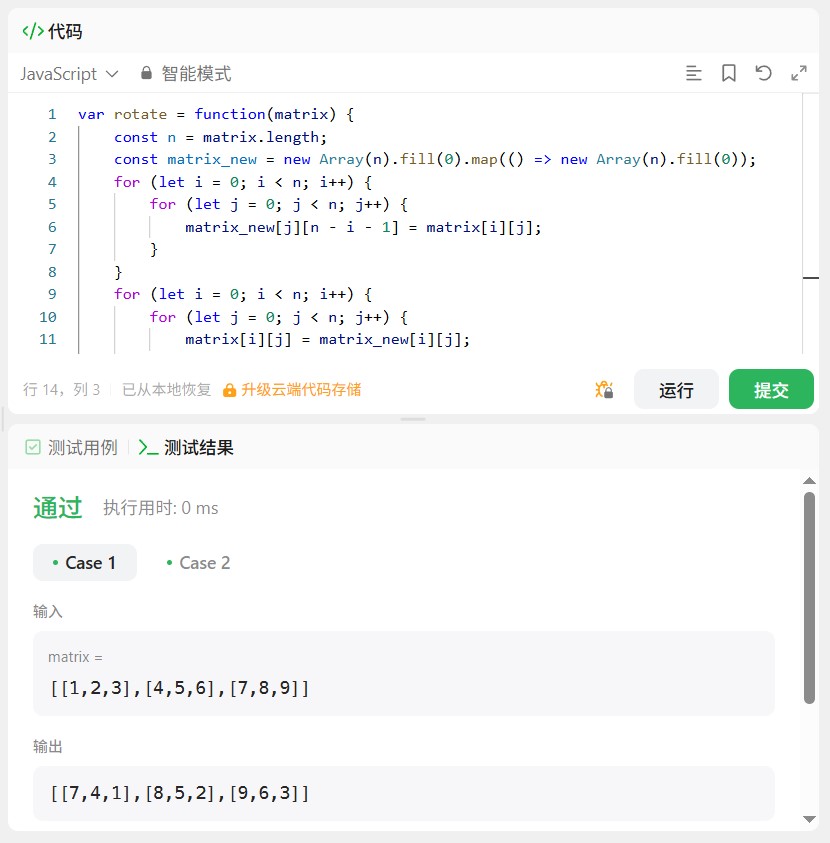 </> 代码
JavaScript 智能模式
1 var rotate = function(matrix) {
2 const n = matrix.length;
3 const matrix_new = new Array(n).fill(0).map(() => new Array(n).fill(0));
4 for (let i = 0; i < n; i++) {
5 for (let j = 0; j < n; j++) {
6 matrix_new[j][n - i - 1] = matrix[i][j];
7 }
8 }
9 for (let i = 0; i < n; i++) {
10 for (let j = 0; j < n; j++) {
11 matrix[i][j] = matrix_new[i][j];
行 14，列 3 已从本地恢复 升级云端代码存储 运行 提交
测试用例 >_ 测试结果
通过 执行用时: 0 ms
• Case 1 • Case 2
输入
matrix =
[[1,2,3],[4,5,6],[7,8,9]]
输出
[[7,4,1],[8,5,2],[9,6,3]]